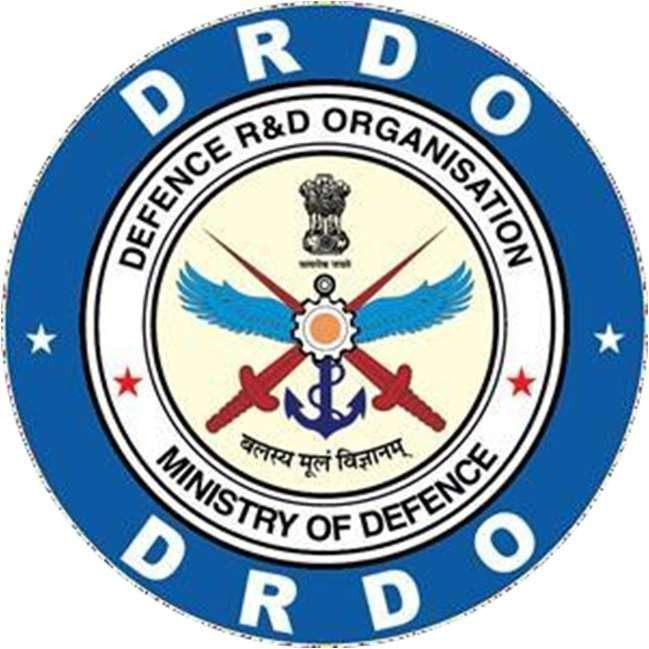 DRDO
DEFENCE R&D ORGANISATION
सत्यमेव जयते
बलस्य मूलं विज्ञानम्
MINISTRY OF DEFENCE
DRDO